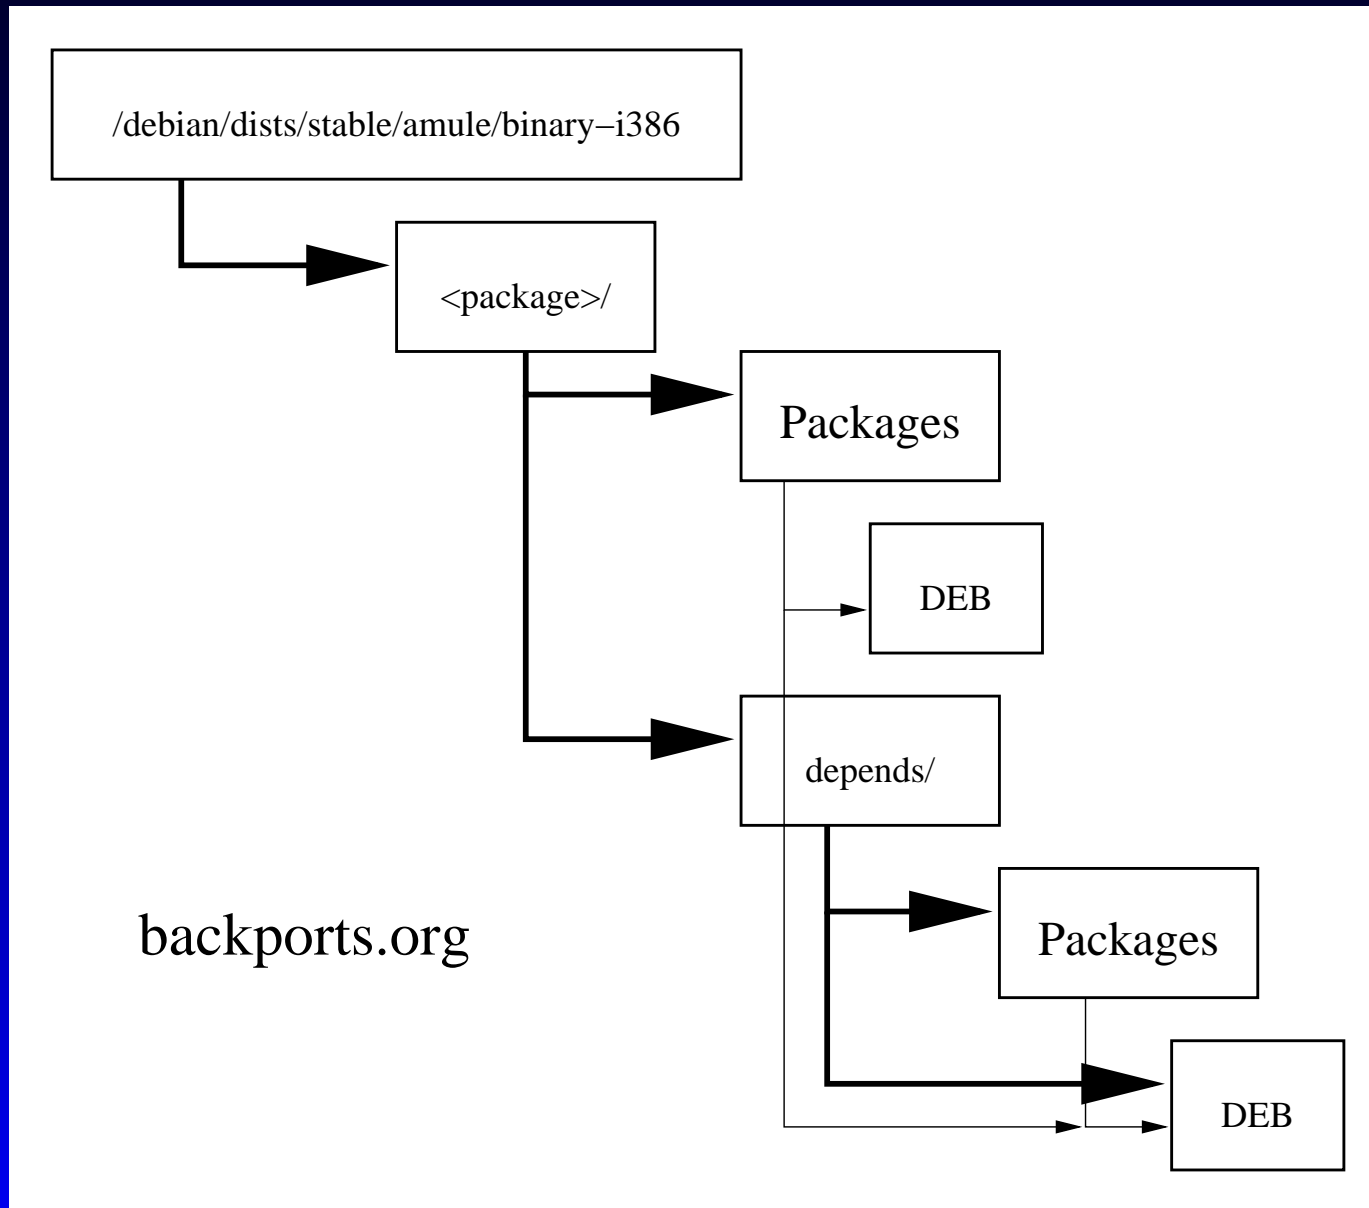 /debian/dists/stable/amule/binary−i386
<package>/
Packages
DEB
depends/
backports.org
Packages
DEB